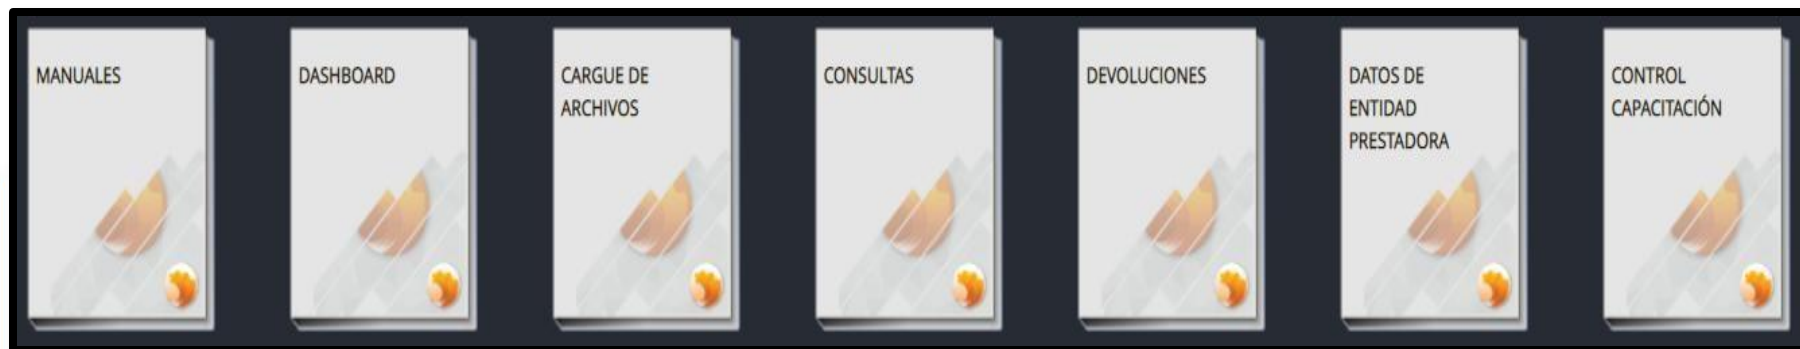 MANUALES
DASHBOARD
CARGUE DE
ARCHIVOS
CONSULTAS
DEVOLUCIONES
DATOS DE
ENTIDAD
PRESTADORA
CONTROL
CAPACITACIÓN